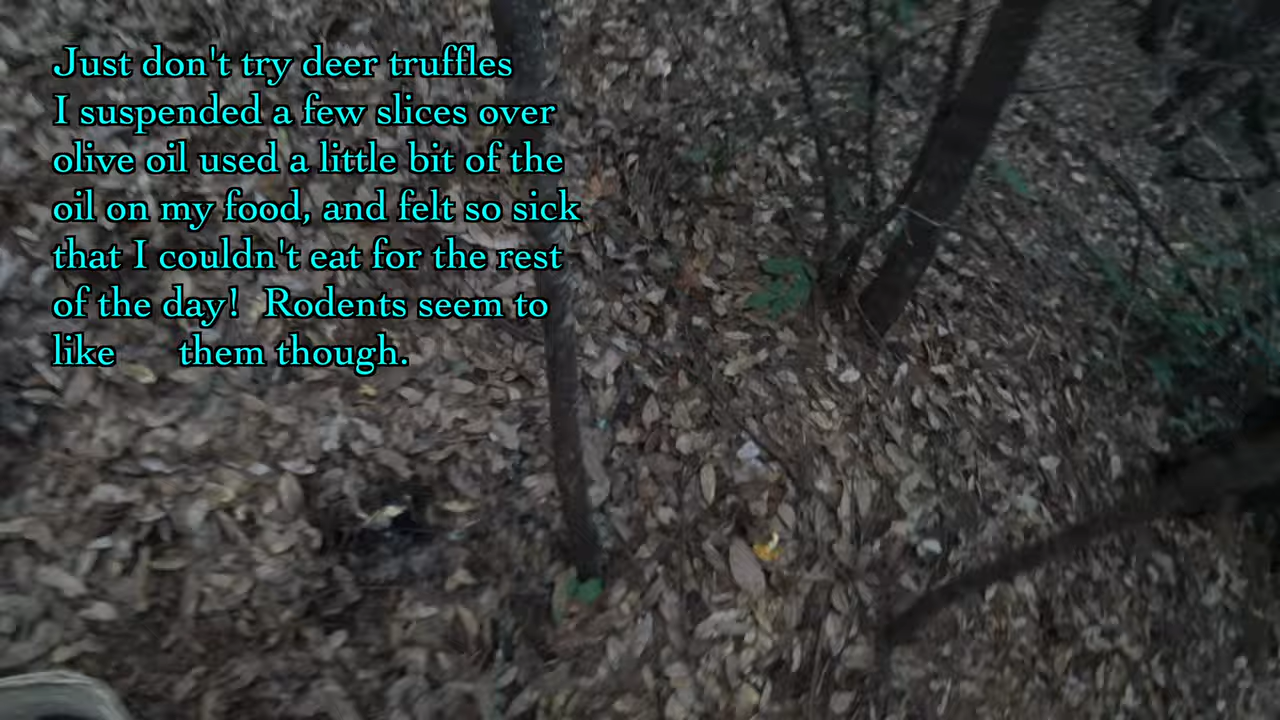 Just don't try deer truffles
I suspended a few slices over
olive oil used a little bit of the
oil on my food, and felt so sick
that I couldn't eat for the rest
of the day!  Rodents seem to
like      them though.